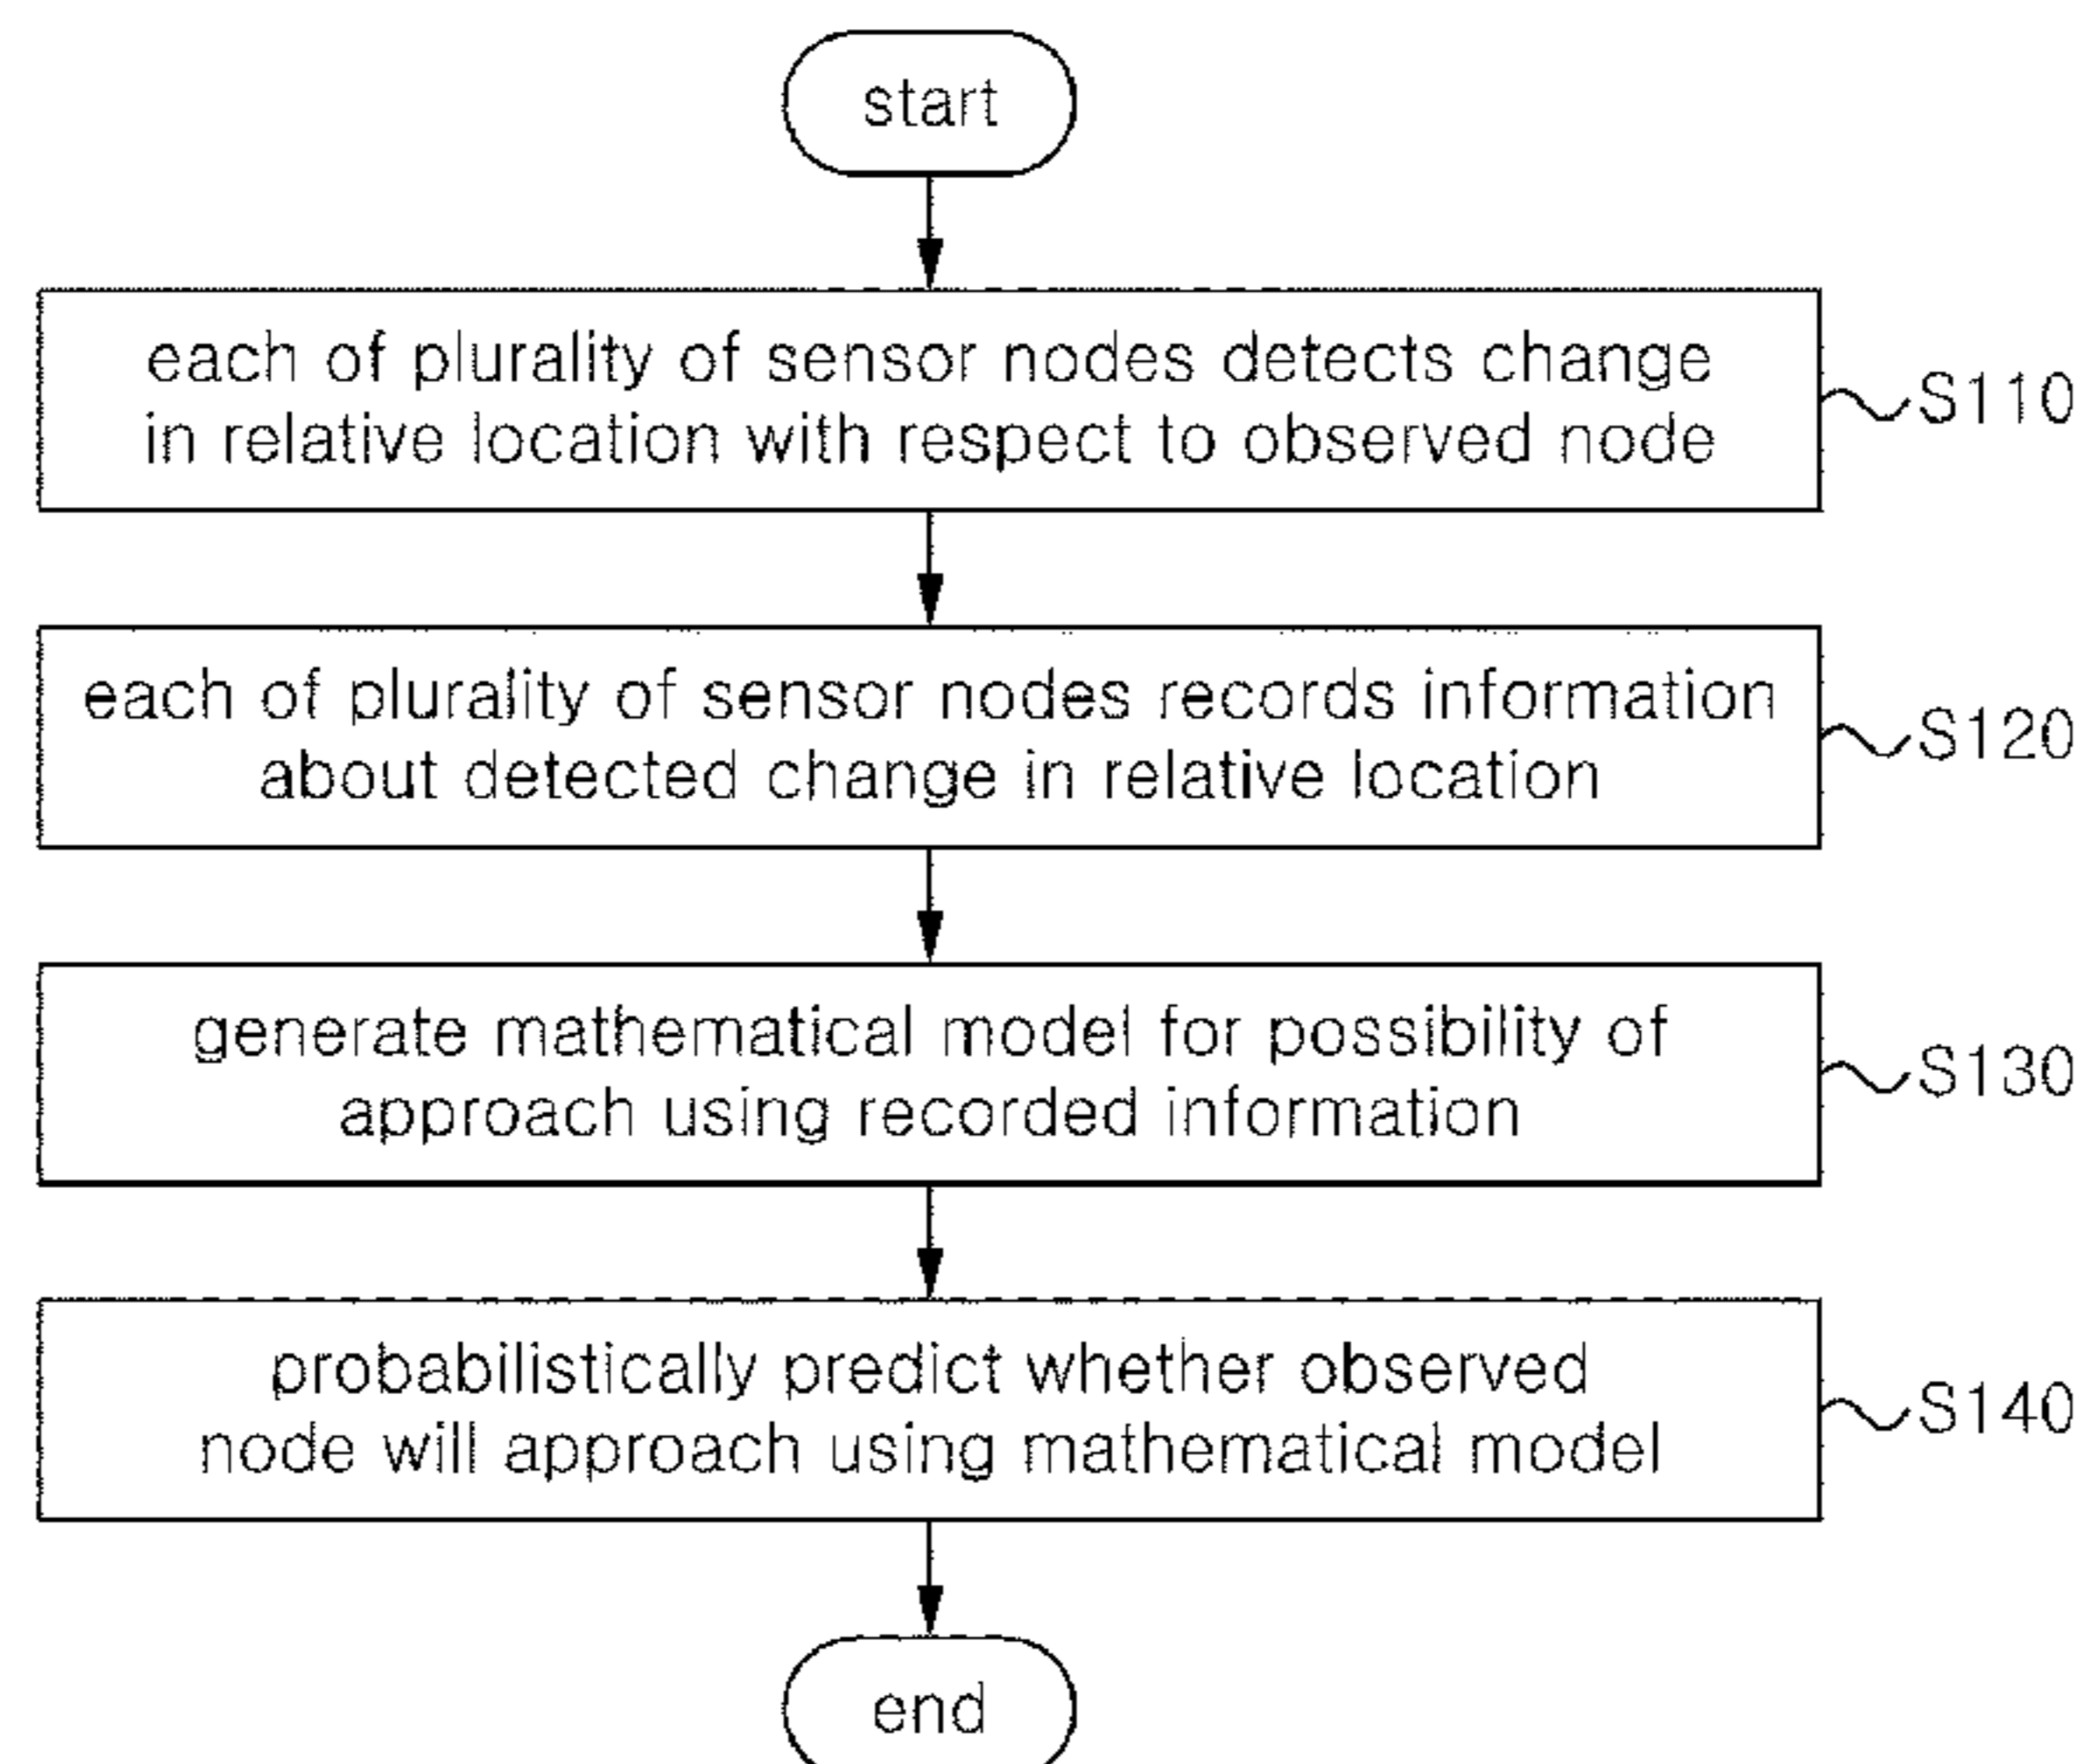 start
each of plurality of sensor nodes detects change
in relative location with respect to observed node
S110
each of plurality of sensor nodes records information
about detected change in relative location
S120
generate mathematical model for possibility of
approach using recorded information
S130
probabilistically predict whether observed
node will approach using mathematical model
S140
end